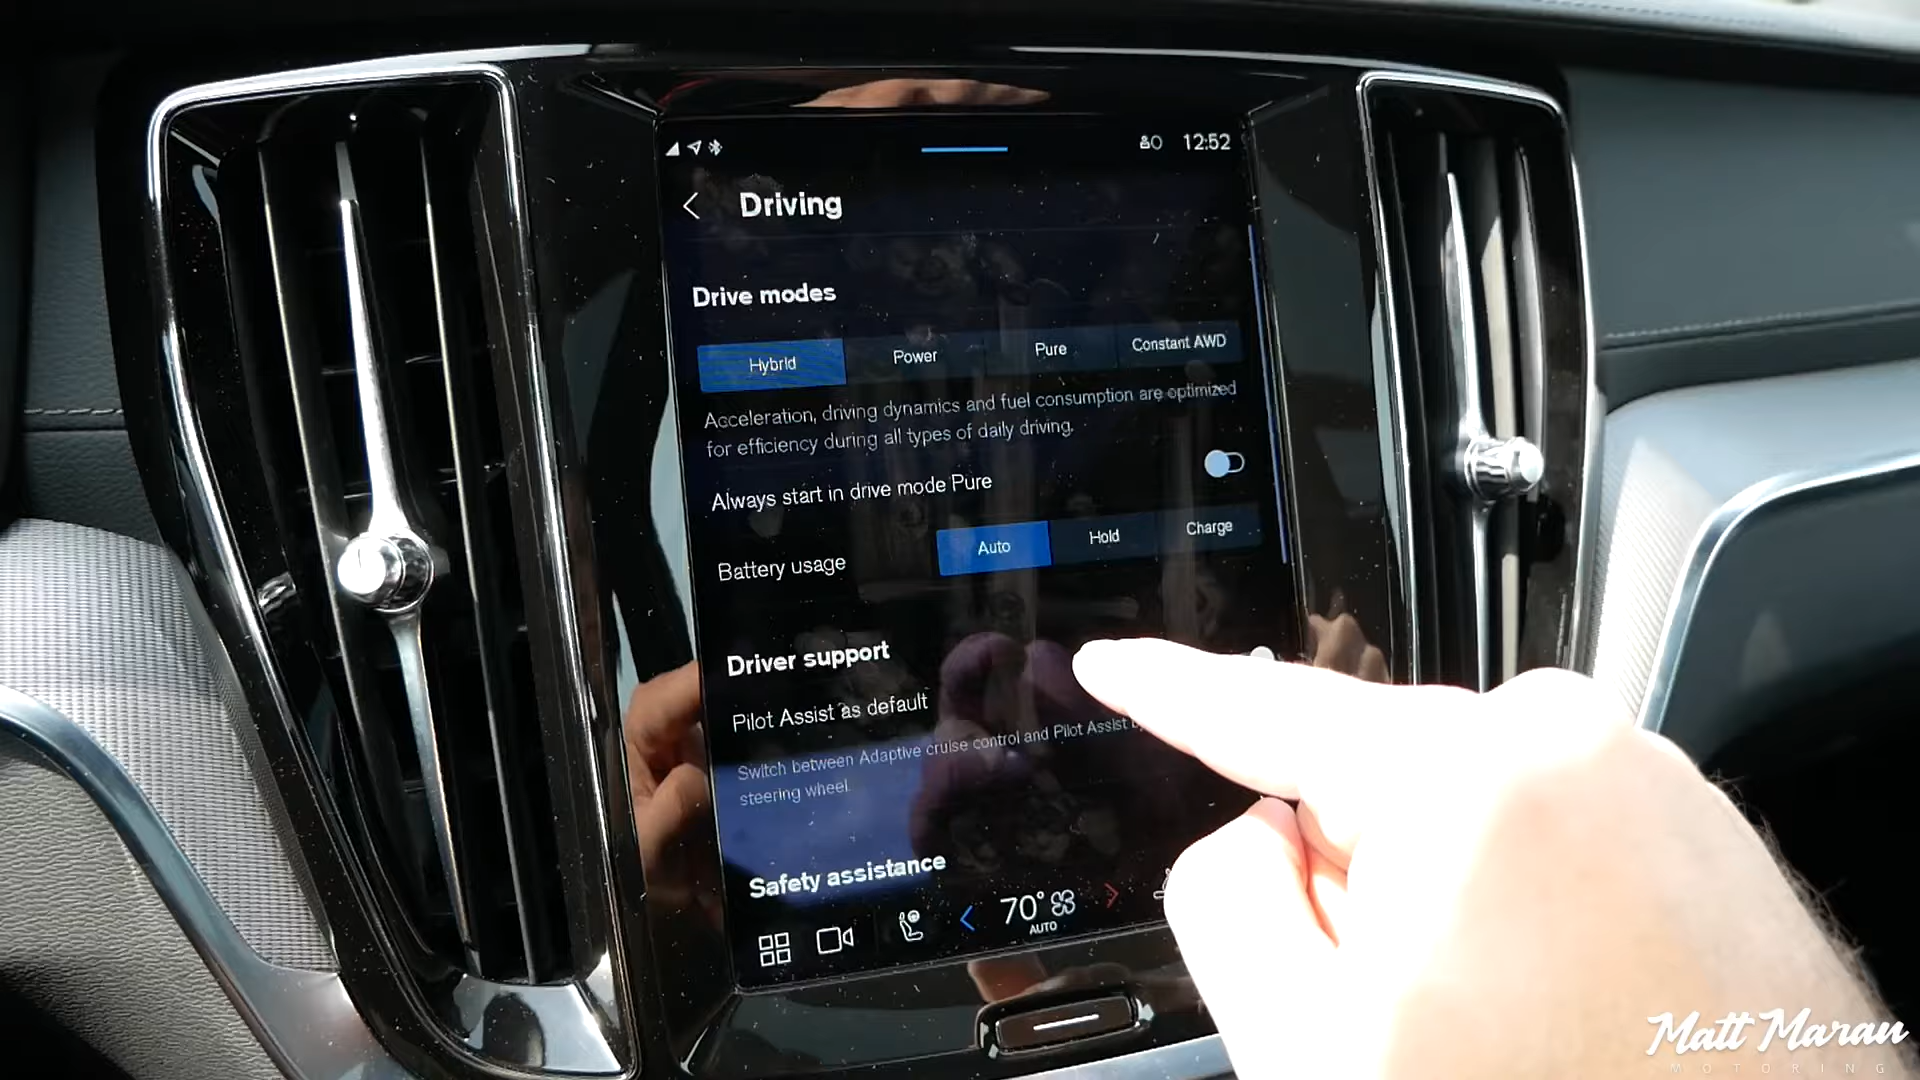 12:52
Driving
Drive modes
Hybrid Power Pure Constant AWD
Acceleration, driving dynamics and fuel consumption are optimized
for efficiency during all types of daily driving.
Always start in drive mode Pure
Battery usage Auto Hold Charge
Driver support
Pilot Assist as default
Switch between Adaptive cruise control and Pilot Assist
steering wheel.
Safety assistance
70°
AUTO
Matt Maran
MOTORING